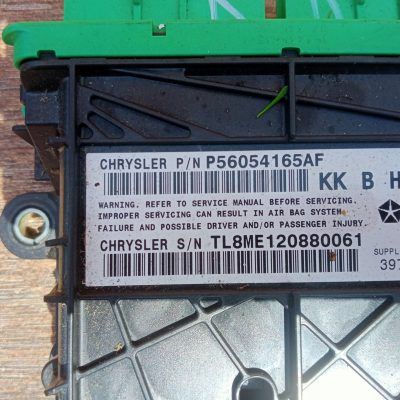 CHRYSLER P/N P56054165AF
KK B H
WARNING. REFER TO SERVICE MANUAL BEFORE SERVICING.
IMPROPER SERVICING CAN RESULT IN AIR BAG SYSTEM
FAILURE AND POSSIBLE DRIVER AND/OR PASSENGER INJURY.
CHRYSLER S/N TL8ME120880061
SUPPL
397